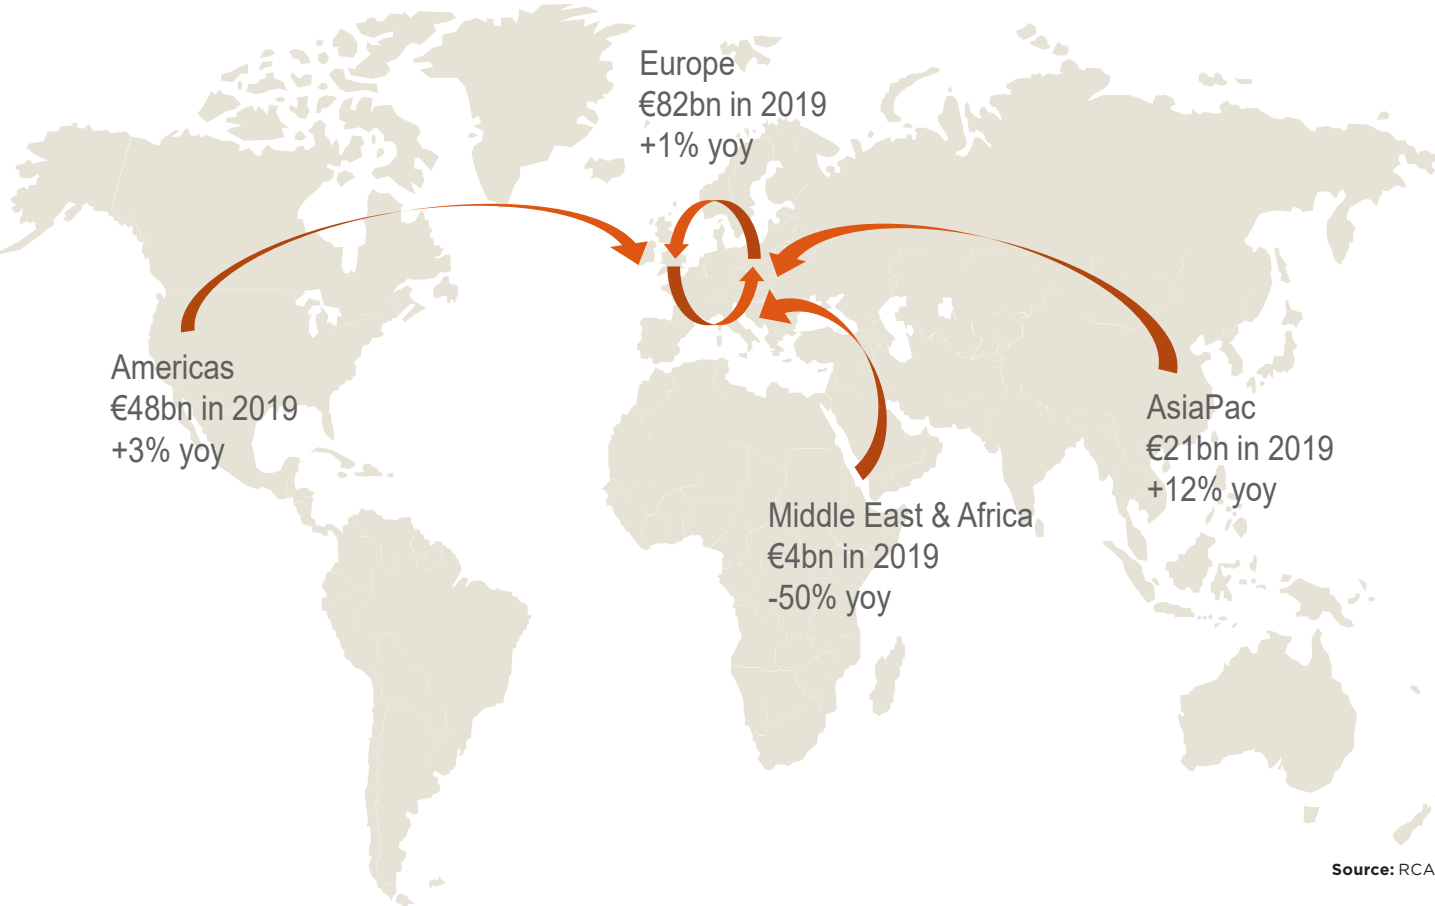 Europe
€82bn in 2019
+1% yoy
Americas
€48bn in 2019
+3% yoy
AsiaPac
€21bn in 2019
+12% yoy
Middle East & Africa
€4bn in 2019
-50% yoy
Source: RCA